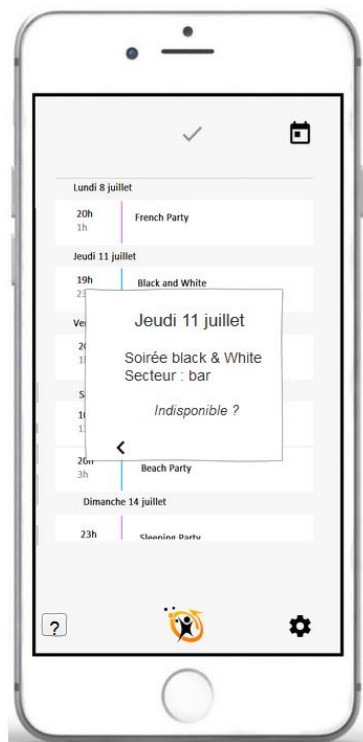 Lundi 8 juillet
20h
French Party
1h
Jeudi 11 juillet
19h
Black and White
Jeudi 11 juillet
Soirée black & White
Secteur : bar
Indisponible ?
Beach Party
3h
Dimanche 14 juillet
23h
Sleeping Party
?